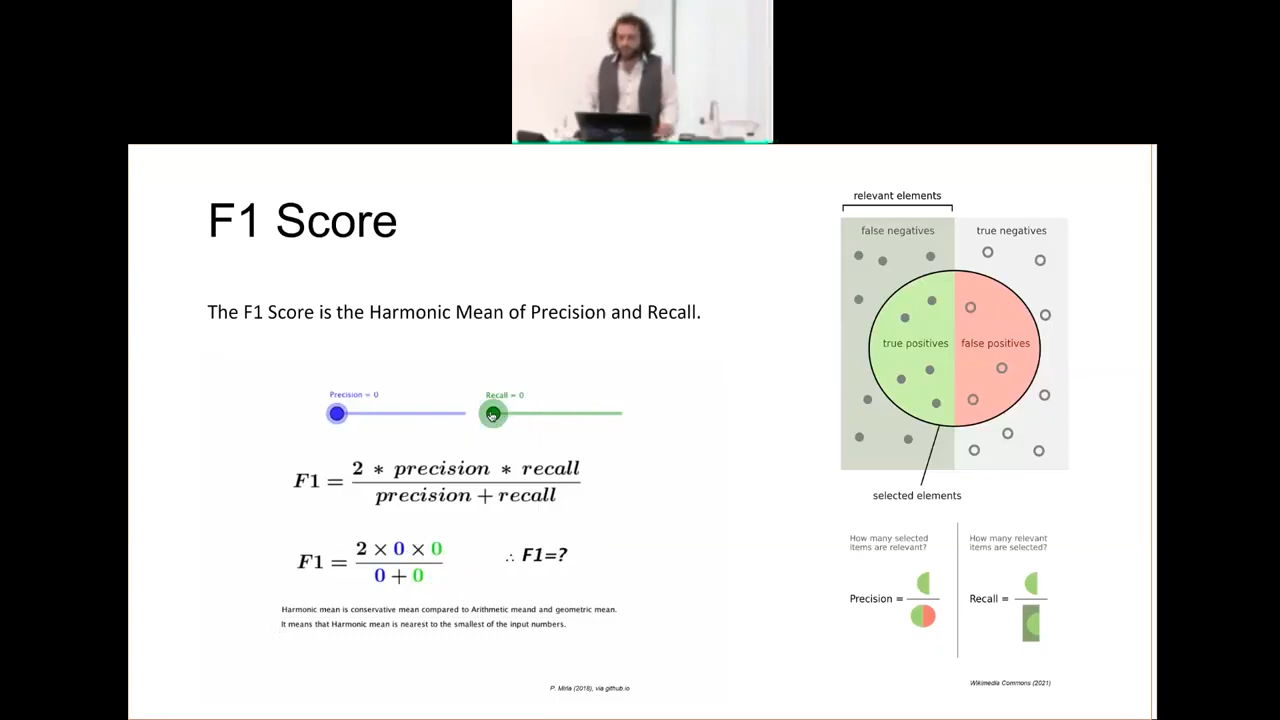 F1 Score
The F1 Score is the Harmonic Mean of Precision and Recall.
Precision = 0
Recall = 0
F1 = 2 * precision * recall
precision + recall
F1 = 2 × 0 × 0
0 + 0
∴ F1=?
Harmonic mean is conservative mean compared to Arithmetic meand and geometric mean.
It means that Harmonic mean is nearest to the smallest of the input numbers.
P. Mirla (2018), via github.io
relevant elements
false negatives
true negatives
true positives
false positives
selected elements
How many selected
items are relevant?
Precision =
How many relevant
items are selected?
Recall =
Wikimedia Commons (2021)